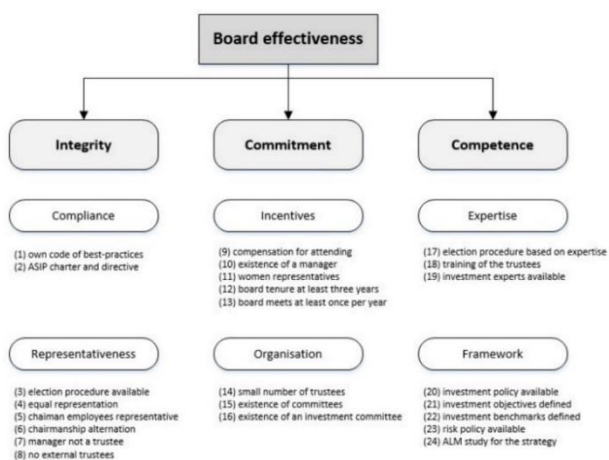 Board effectiveness
Integrity
Commitment
Competence
Compliance
Incentives
Expertise
(1) own code of best-practices
(2) ASIP charter and directive
(9) compensation for attending
(10) existence of a manager
(11) women representatives
(12) board tenure at least three years
(13) board meets at least once per year
(17) election procedure based on expertise
(18) training of the trustees
(19) investment experts available
Representativeness
Organisation
Framework
(3) election procedure available
(4) equal representation
(5) chaiman employees representative
(6) chairmanship alternation
(7) manager not a trustee
(8) no external trustees
(14) small number of trustees
(15) existence of committees
(16) existence of an investment committee
(20) investment policy available
(21) investment objectives defined
(22) investment benchmarks defined
(23) risk policy available
(24) ALM study for the strategy